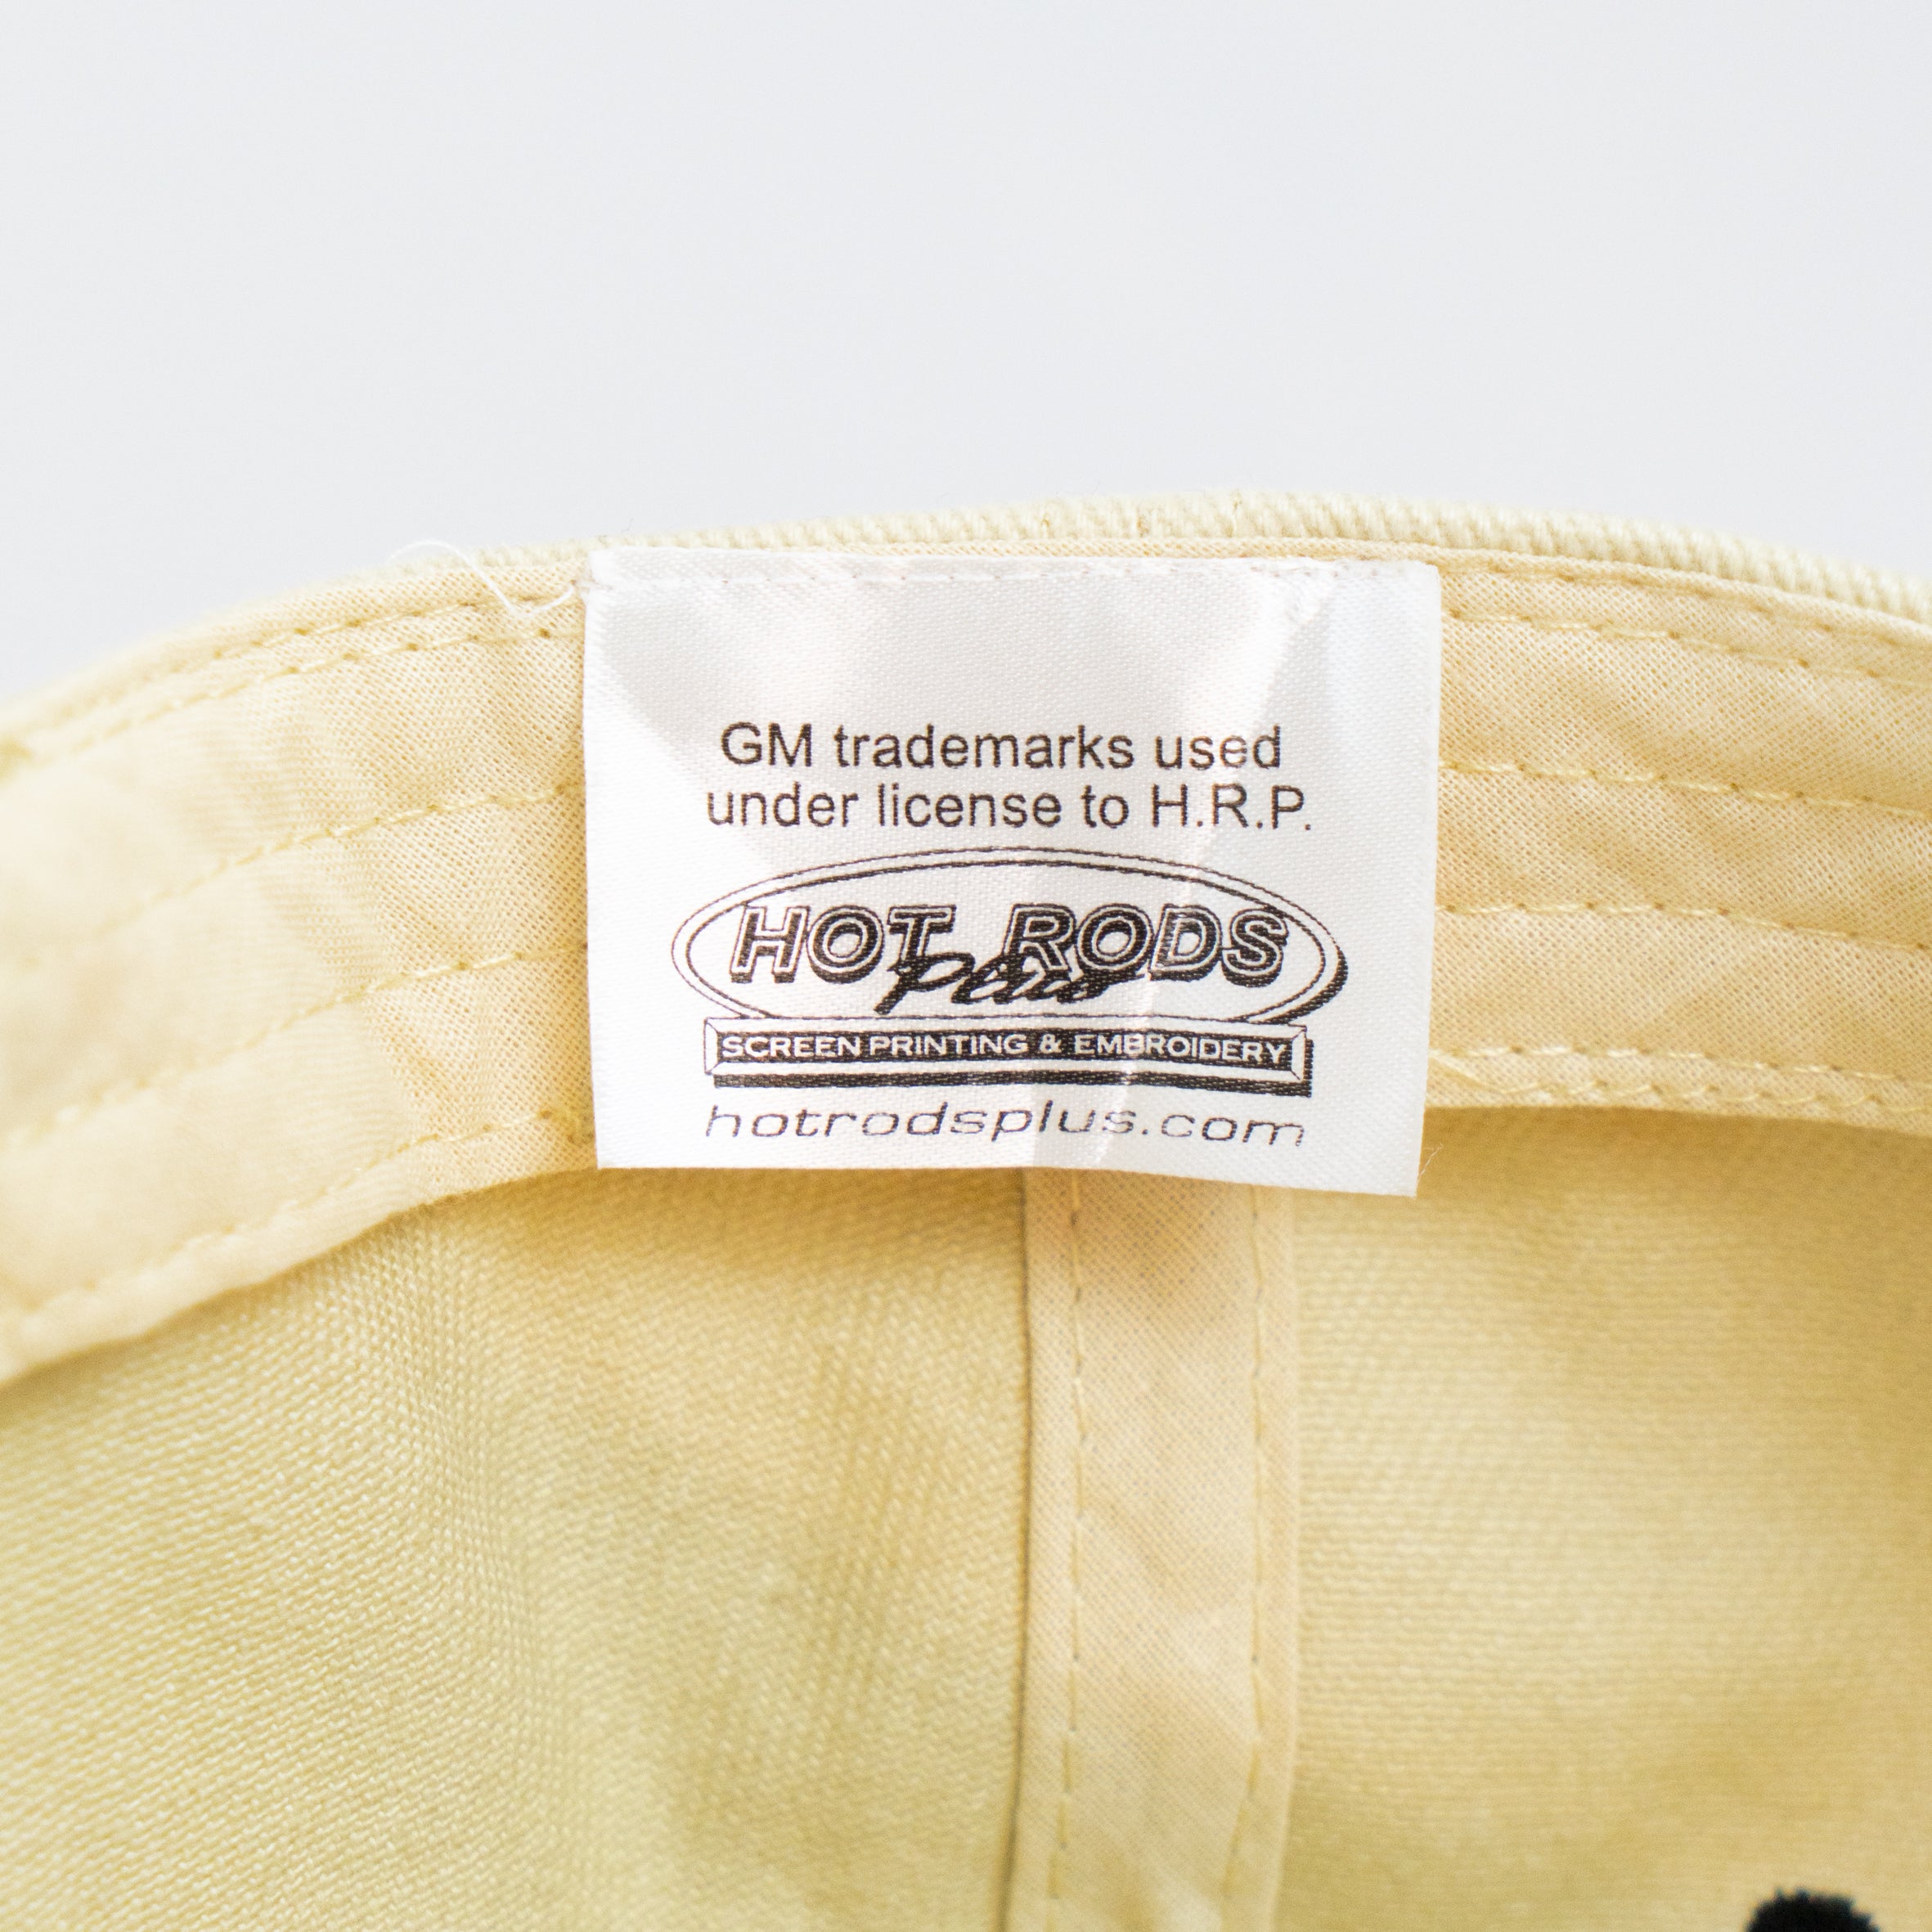 GM trademarks used
under license to H.R.P.
HOT RODS
Plus
SCREEN PRINTING & EMBROIDERY
hotrodsplus.com